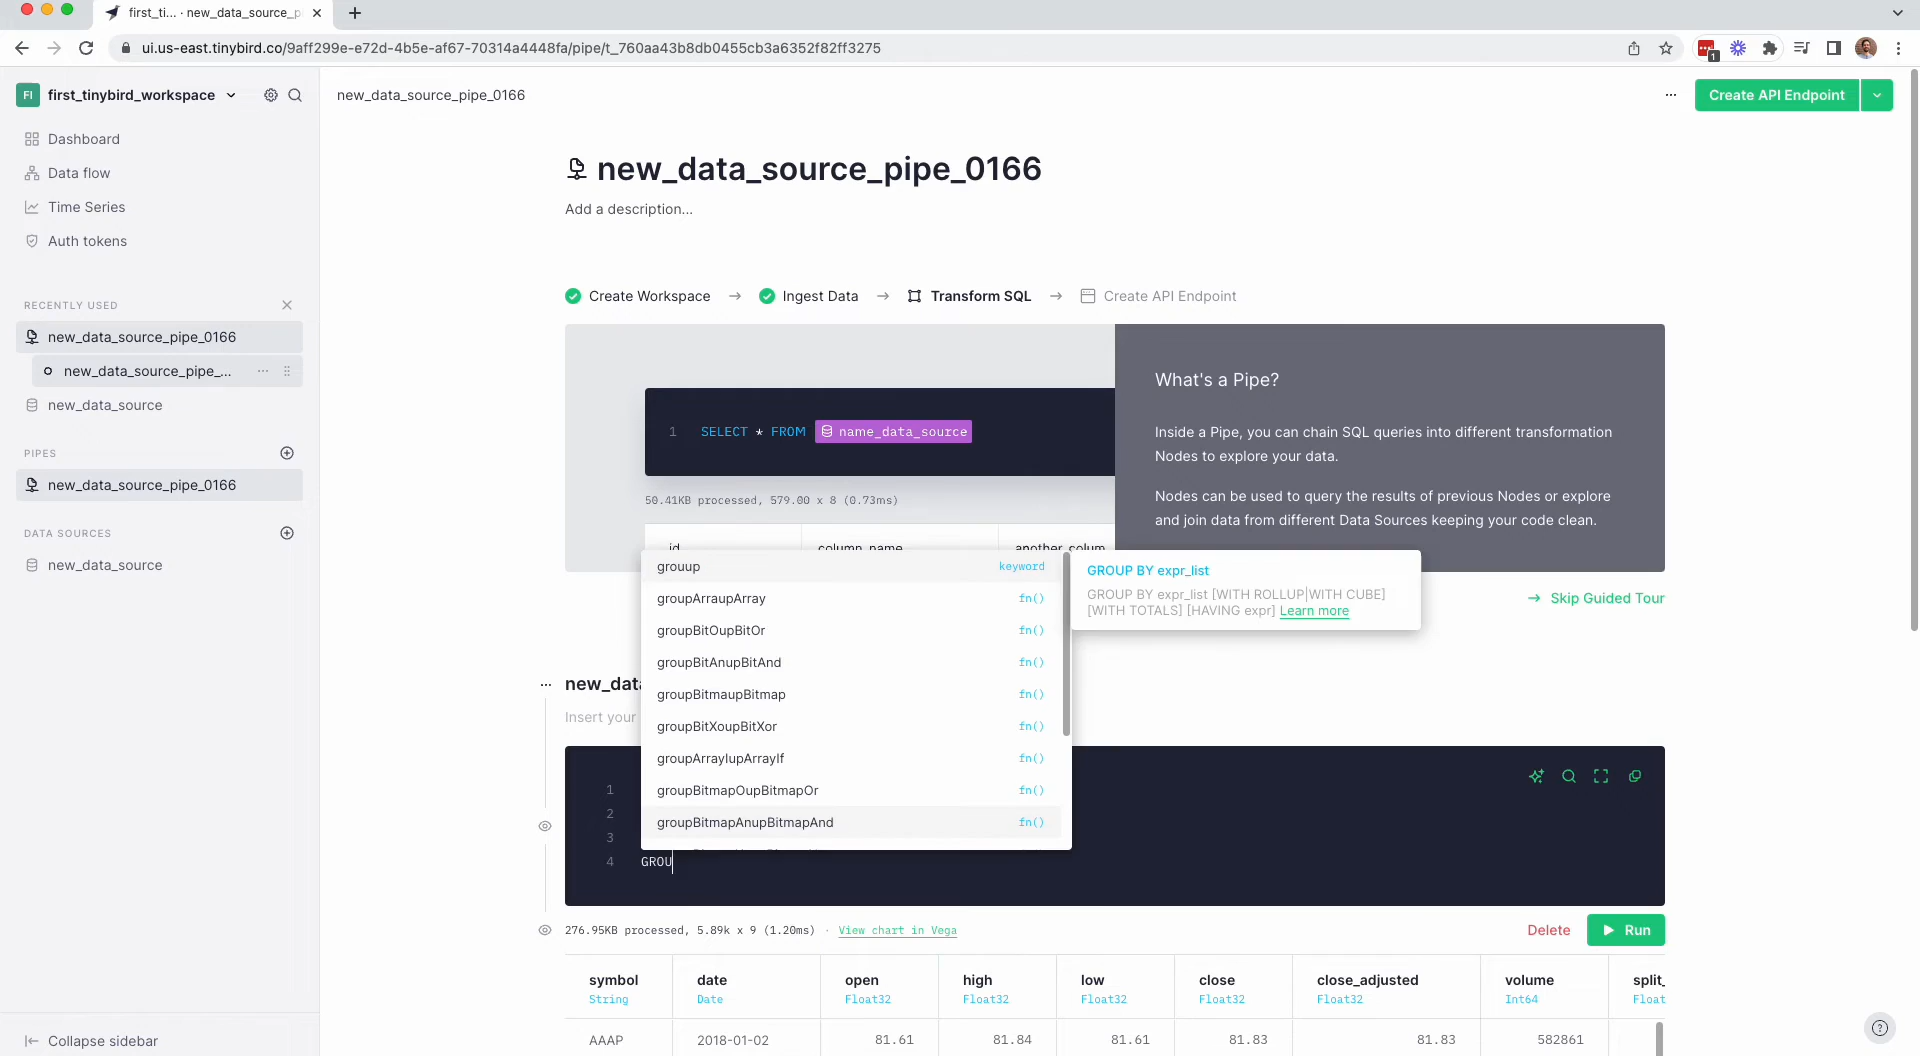 first_ti... · new_data_source_p
ui.us-east.tinybird.co/9aff299e-e72d-4b5e-af67-70314a4448fa/pipe/t_760aa43b8db0455cb3a6352f82ff3275
1
FI first_tinybird_workspace
new_data_source_pipe_0166
Create API Endpoint
Dashboard
Data flow
Time Series
Auth tokens
RECENTLY USED
new_data_source_pipe_0166
new_data_source_pipe_...
new_data_source
PIPES
new_data_source_pipe_0166
DATA SOURCES
new_data_source
Collapse sidebar
new_data_source_pipe_0166
Add a description...
Create Workspace → Ingest Data → Transform SQL → Create API Endpoint
1 SELECT * FROM name_data_source
50.41KB processed, 579.00 x 8 (0.73ms)
id column_name another_colum
What's a Pipe?
Inside a Pipe, you can chain SQL queries into different transformation
Nodes to explore your data.
Nodes can be used to query the results of previous Nodes or explore
and join data from different Data Sources keeping your code clean.
→ Skip Guided Tour
grouup keyword
groupArraupArray fn()
groupBitOupBitOr fn()
groupBitAnupBitAnd fn()
groupBitmaupBitmap fn()
groupBitXoupBitXor fn()
groupArrayIupArrayIf fn()
groupBitmapOupBitmapOr fn()
groupBitmapAnupBitmapAnd fn()
GROUP BY expr_list
GROUP BY expr_list [WITH ROLLUP|WITH CUBE]
[WITH TOTALS] [HAVING expr] Learn more
new_data
Insert your
1
2
3
4 GROU
276.95KB processed, 5.89k x 9 (1.20ms) · View chart in Vega
Delete
Run
symbol date open high low close close_adjusted volume split_
String Date Float32 Float32 Float32 Float32 Float32 Int64 Float
AAAP 2018-01-02 81.61 81.84 81.61 81.83 81.83 582861